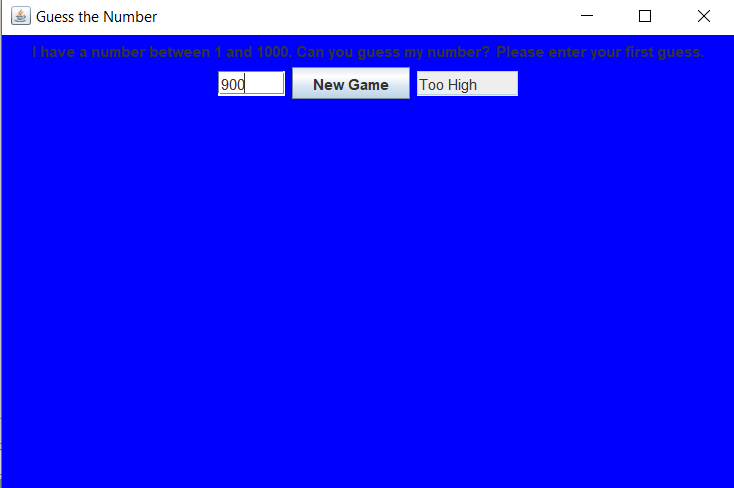 Guess the Number
I have a number between 1 and 1000. Can you guess my number? Please enter your first guess.
900 New Game Too High